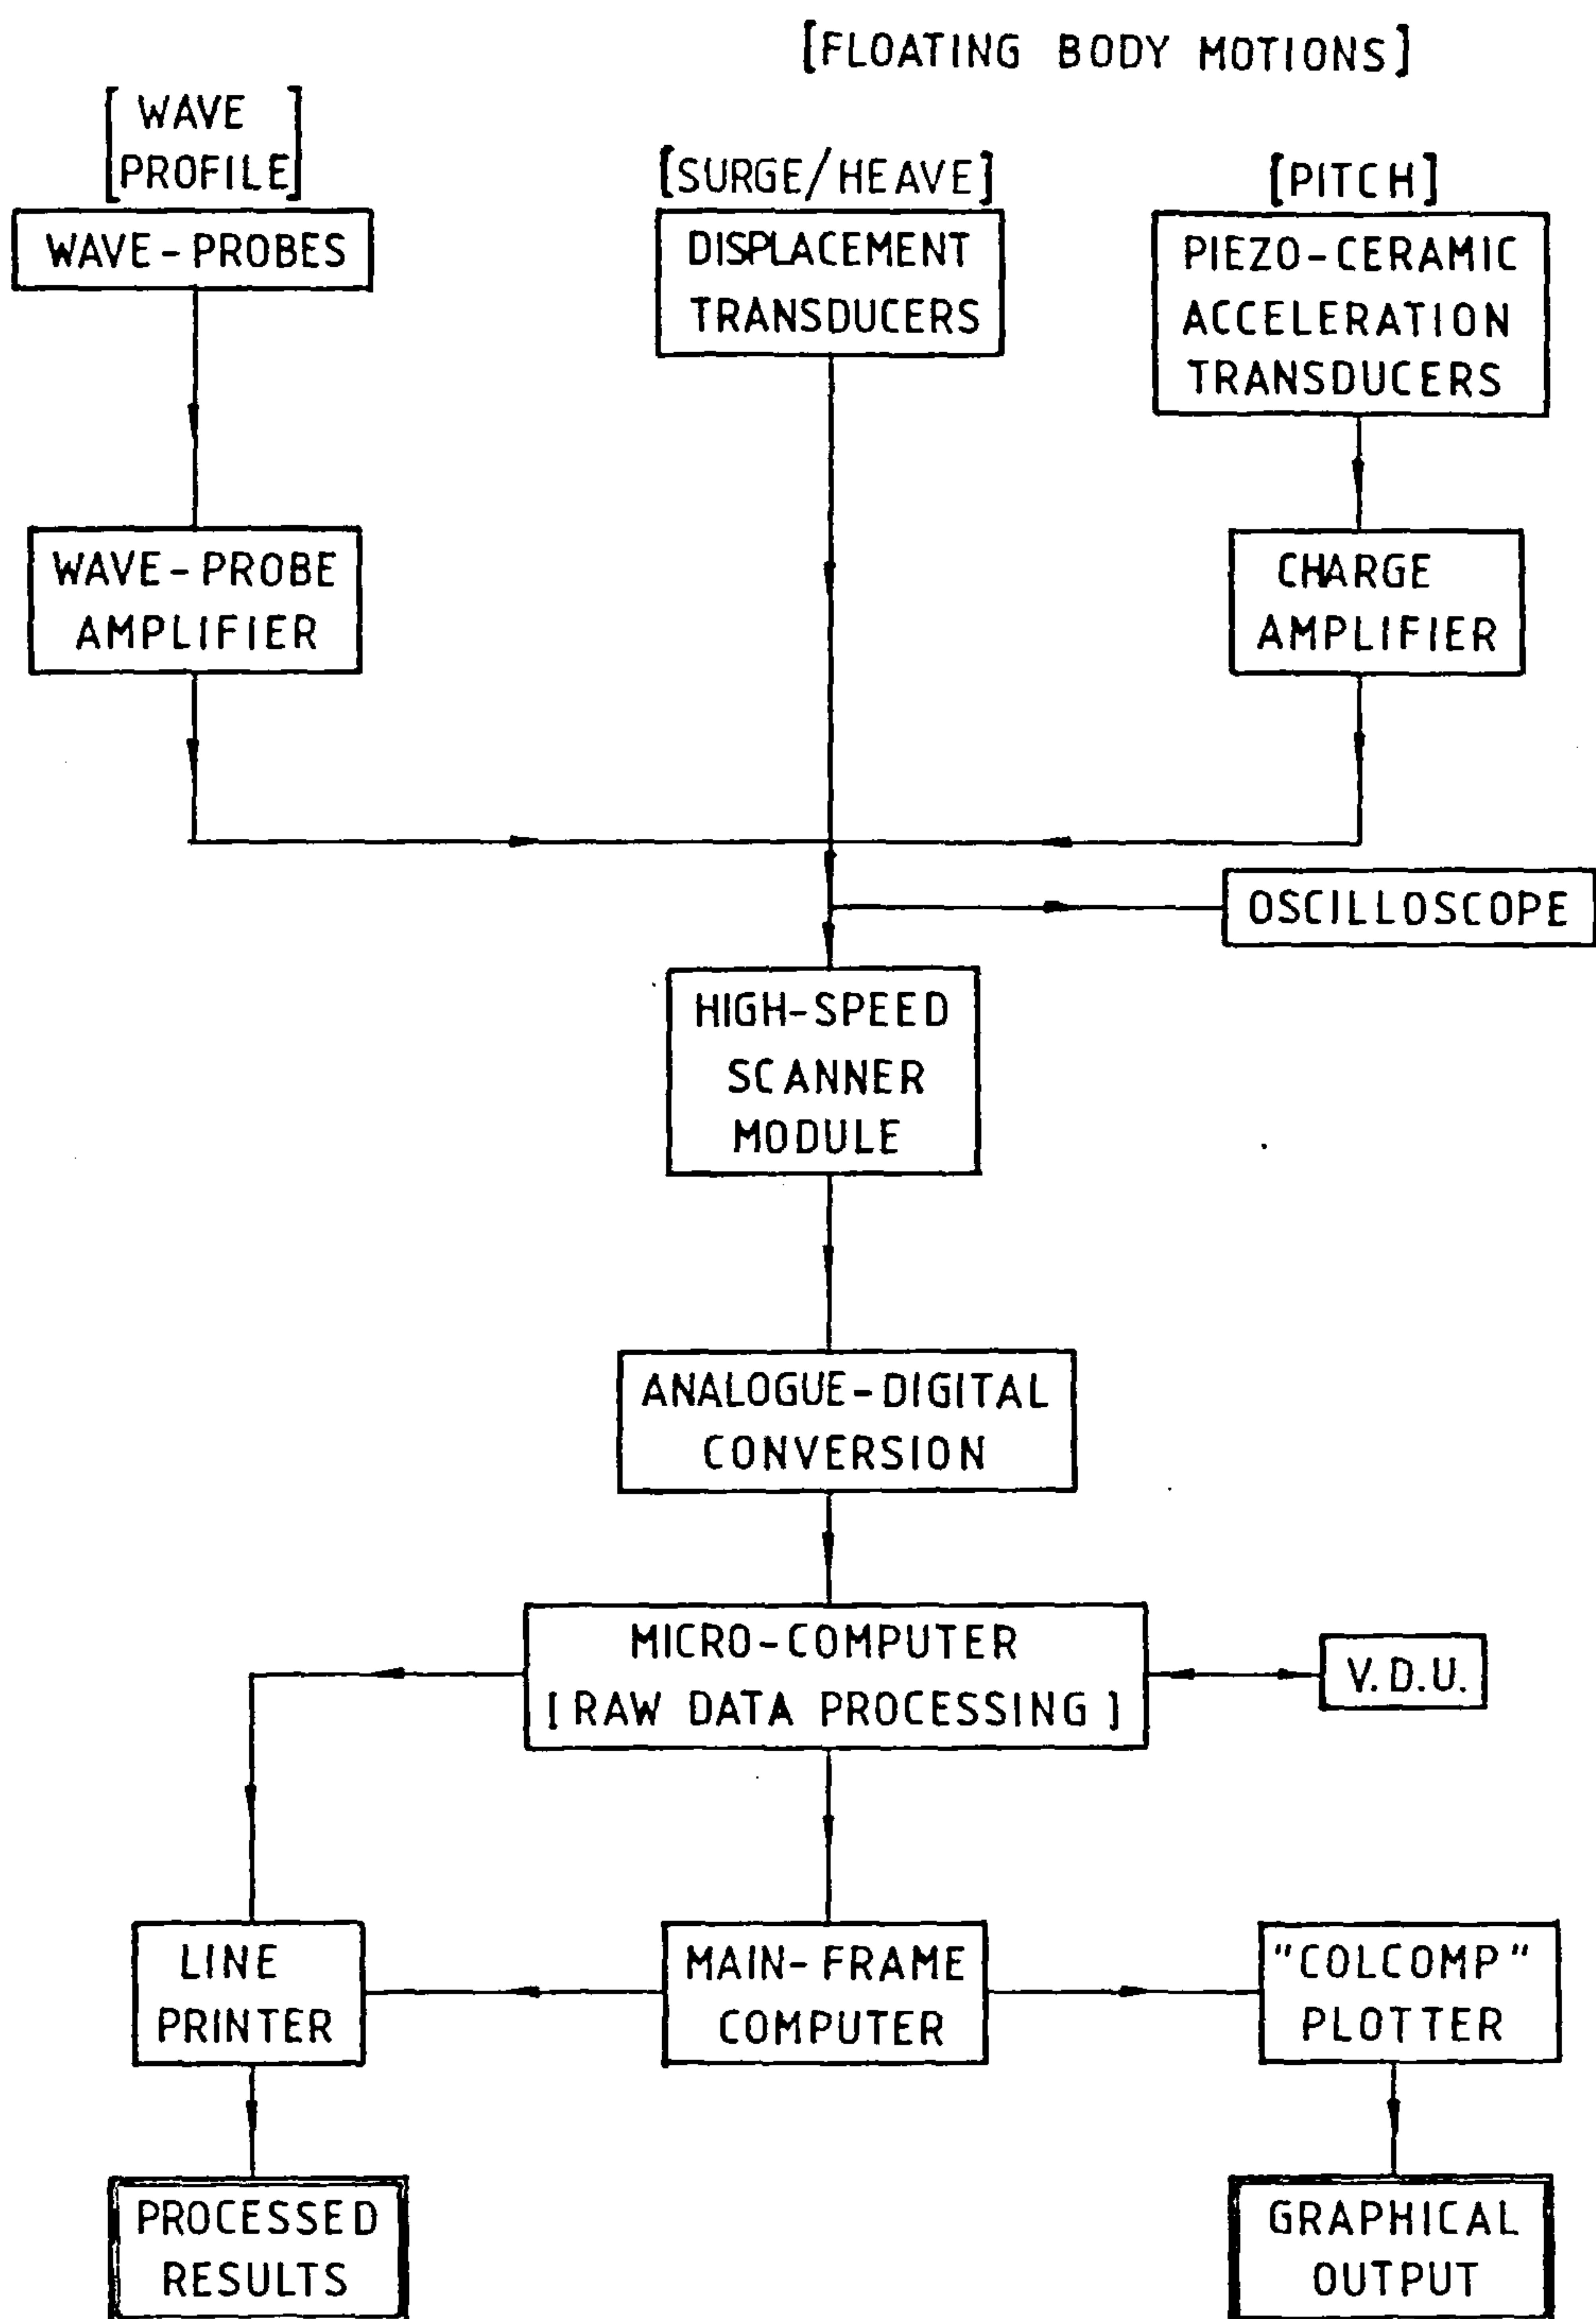 [FLOATING BODY MOTIONS]
[WAVE
PROFILE]
[SURGE/HEAVE]
[PITCH]
WAVE-PROBES
DISPLACEMENT
TRANSDUCERS
PIEZO-CERAMIC
ACCELERATION
TRANSDUCERS
WAVE-PROBE
AMPLIFIER
CHARGE
AMPLIFIER
OSCILLOSCOPE
HIGH-SPEED
SCANNER
MODULE
ANALOGUE-DIGITAL
CONVERSION
MICRO-COMPUTER
[RAW DATA PROCESSING]
V.D.U.
LINE
PRINTER
MAIN-FRAME
COMPUTER
"COLCOMP"
PLOTTER
PROCESSED
RESULTS
GRAPHICAL
OUTPUT